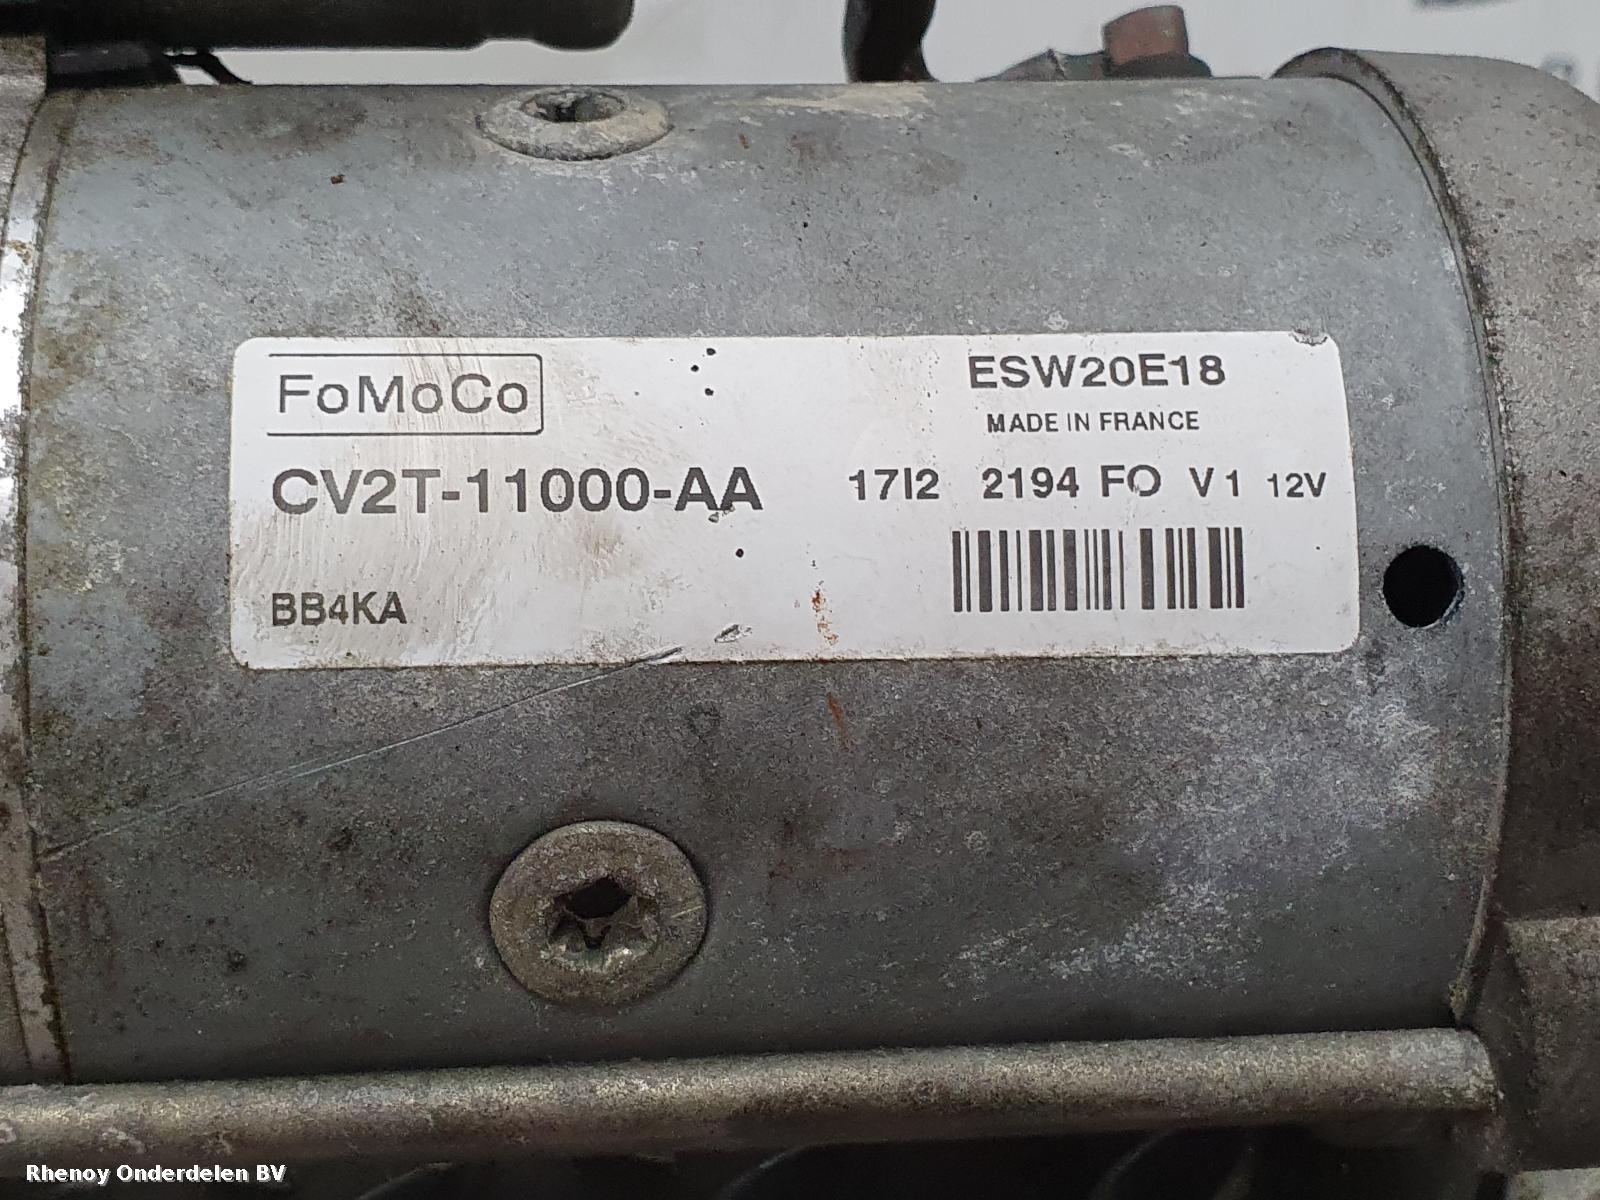 FoMoCo
ESW20E18
MADE IN FRANCE
CV2T-11000-AA
17I2 2194 FO V1 12V
BB4KA
Rhenoy Onderdelen BV